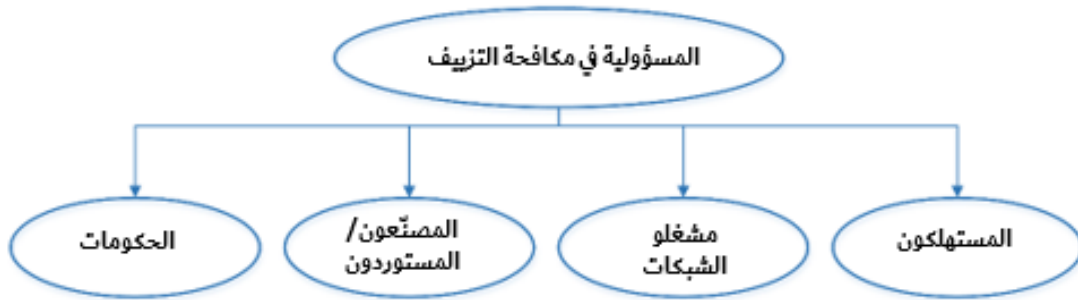 المسؤولية في مكافحة التزييف
المستهلكون
مشغلو
الشبكات
المصنّعون/
المستوردون
الحكومات